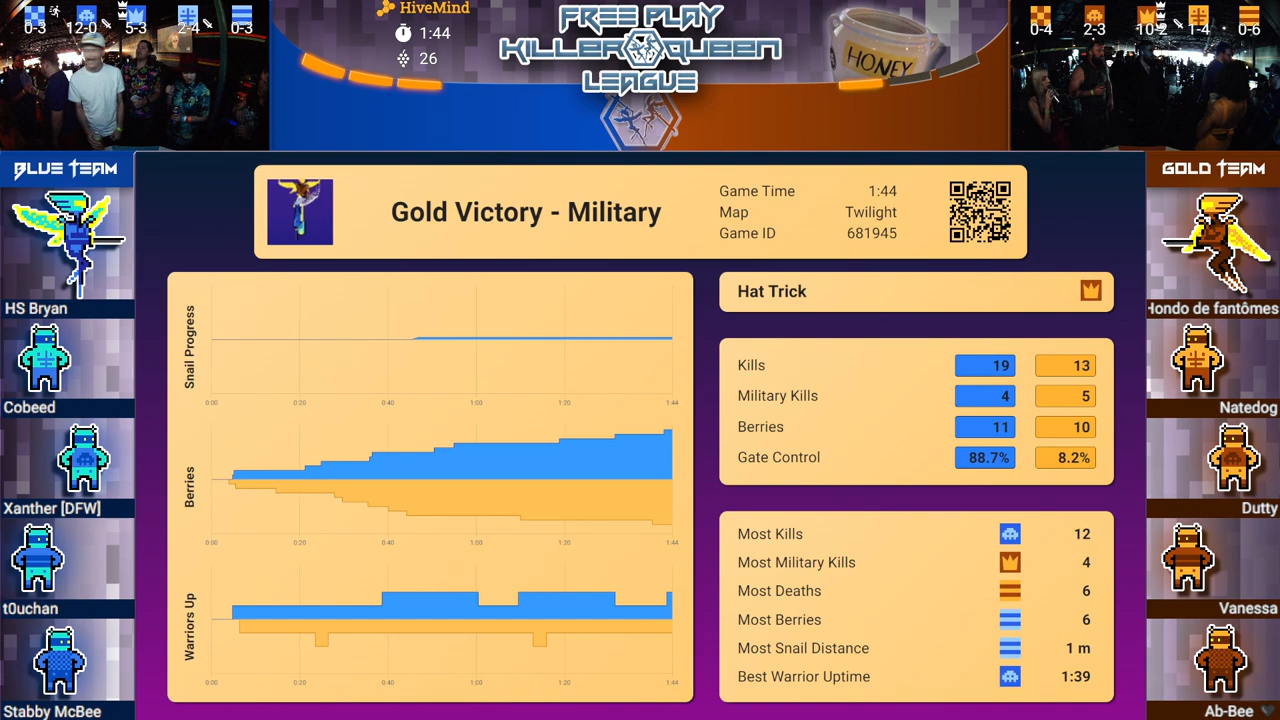 0-3 12-0 5-3 2-4 0-3
HiveMind
1:44
26
FREE PLAY
KILLER QUEEN
LEAGUE
HONEY
0-4 2-3 10-2 1-4 0-6
BLUE TEAM
GOLD TEAM
HS Bryan
Cobeed
Xanther [DFW]
t0uchan
Stabby McBee
Hondo de fantômes
Natedog
Dutty
Vanessa
Ab-Bee
Gold Victory - Military
Game Time 1:44
Map Twilight
Game ID 681945
Snail Progress
0:00 0:20 0:40 1:00 1:20 1:44
Berries
0:00 0:20 0:40 1:00 1:20 1:44
Warriors Up
0:00 0:20 0:40 1:00 1:20 1:44
Hat Trick
Kills 19 13
Military Kills 4 5
Berries 11 10
Gate Control 88.7% 8.2%
Most Kills 12
Most Military Kills 4
Most Deaths 6
Most Berries 6
Most Snail Distance 1 m
Best Warrior Uptime 1:39